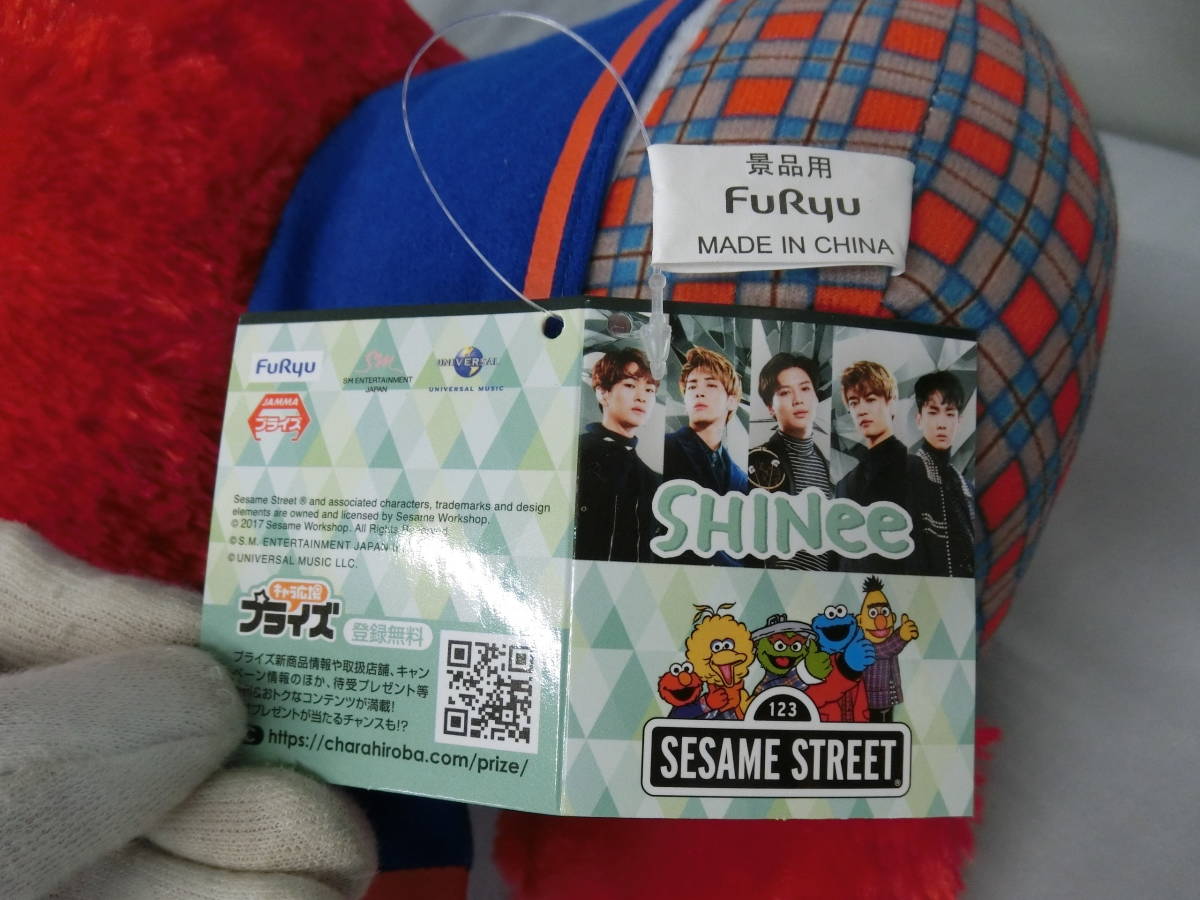 景品用
FuRyu
MADE IN CHINA
FuRyu
SM
SM ENTERTAINMENT
JAPAN
UNIVERSAL
UNIVERSAL MUSIC
JAMMA
プライズ
Sesame Street ® and associated characters, trademarks and design
elements are owned and licensed by Sesame Workshop.
© 2017 Sesame Workshop. All Rights Reserved.
© S.M. ENTERTAINMENT JAPAN
© UNIVERSAL MUSIC LLC.
キャラ広場
プライズ
登録無料
プライズ新商品情報や取扱店舗、キャン
ペーン情報のほか、待受プレゼント等
&おトクなコンテンツが満載!
プレゼントが当たるチャンスも!?
https://charahiroba.com/prize/
SHINee
123
SESAME STREET®